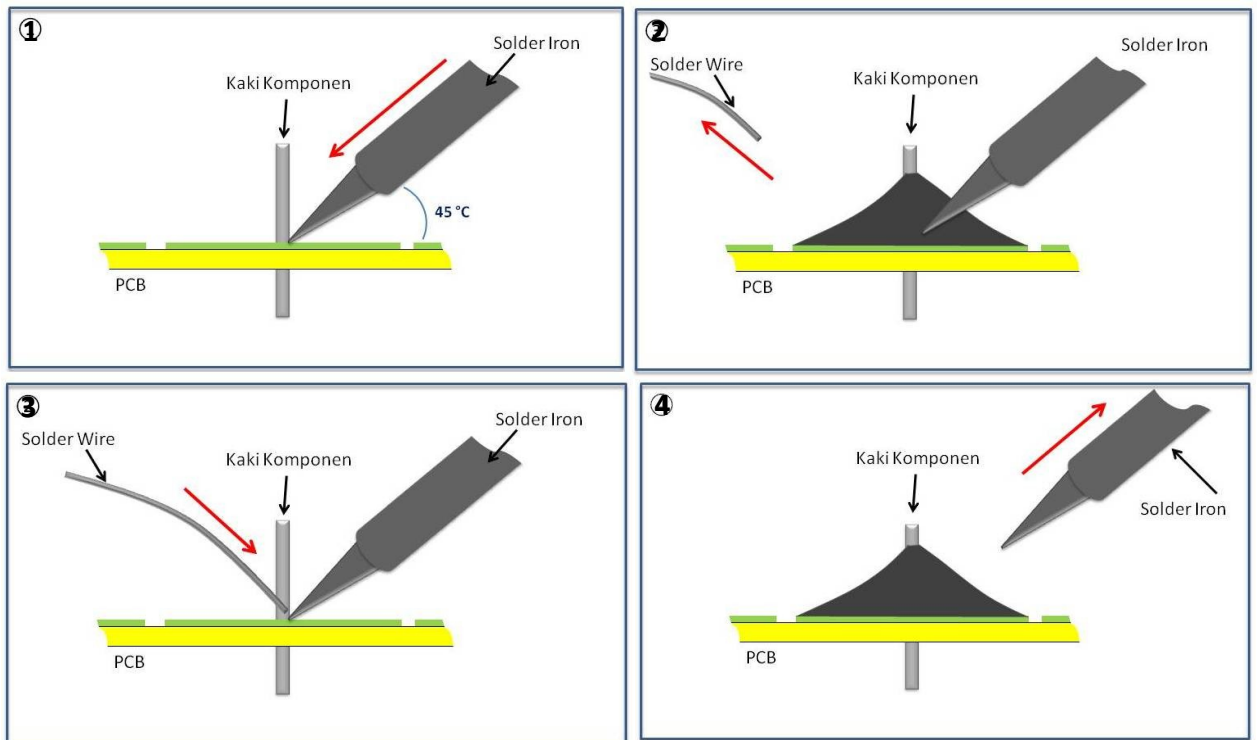 ①
Solder Iron
Kaki Komponen
45 °C
PCB
②
Solder Wire
Solder Iron
Kaki Komponen
PCB
③
Solder Wire
Solder Iron
Kaki Komponen
PCB
④
Kaki Komponen
Solder Iron
PCB